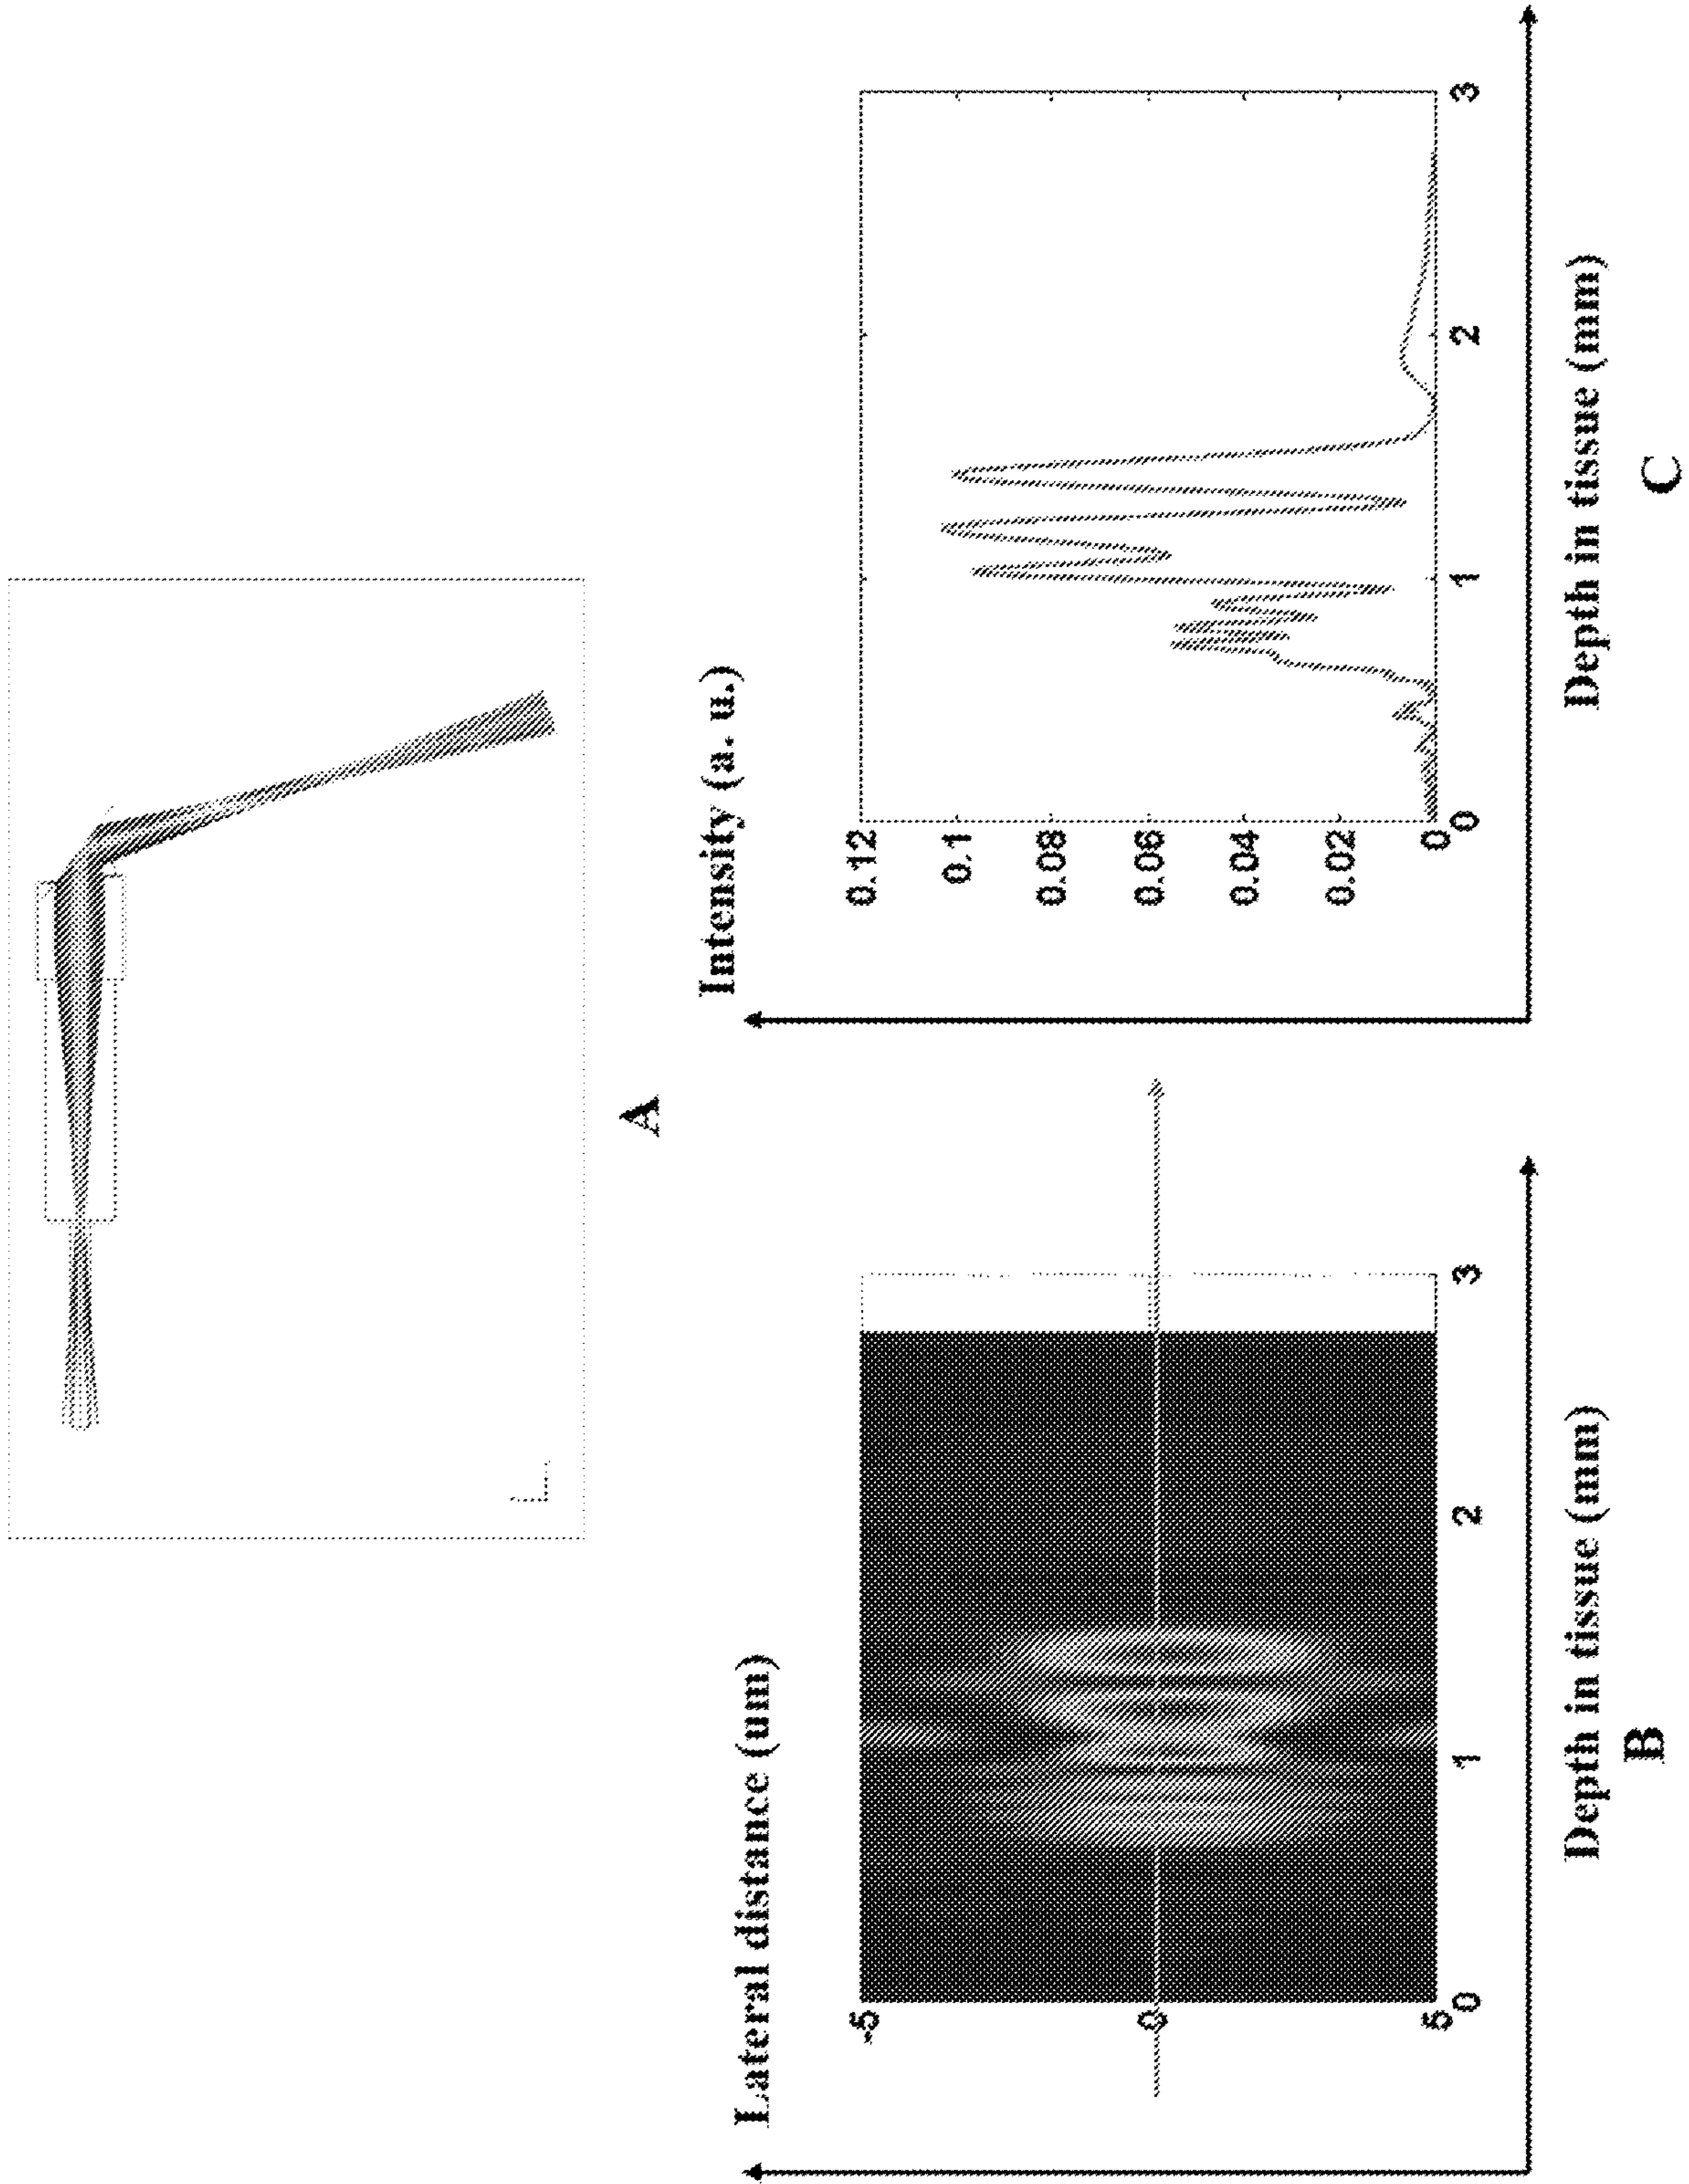 A
Lateral distance (um)
-5
0
5
0
1
2
3
Depth in tissue (mm)
B
Intensity (a. u.)
0.12
0.1
0.08
0.06
0.04
0.02
0
0
1
2
3
Depth in tissue (mm)
C